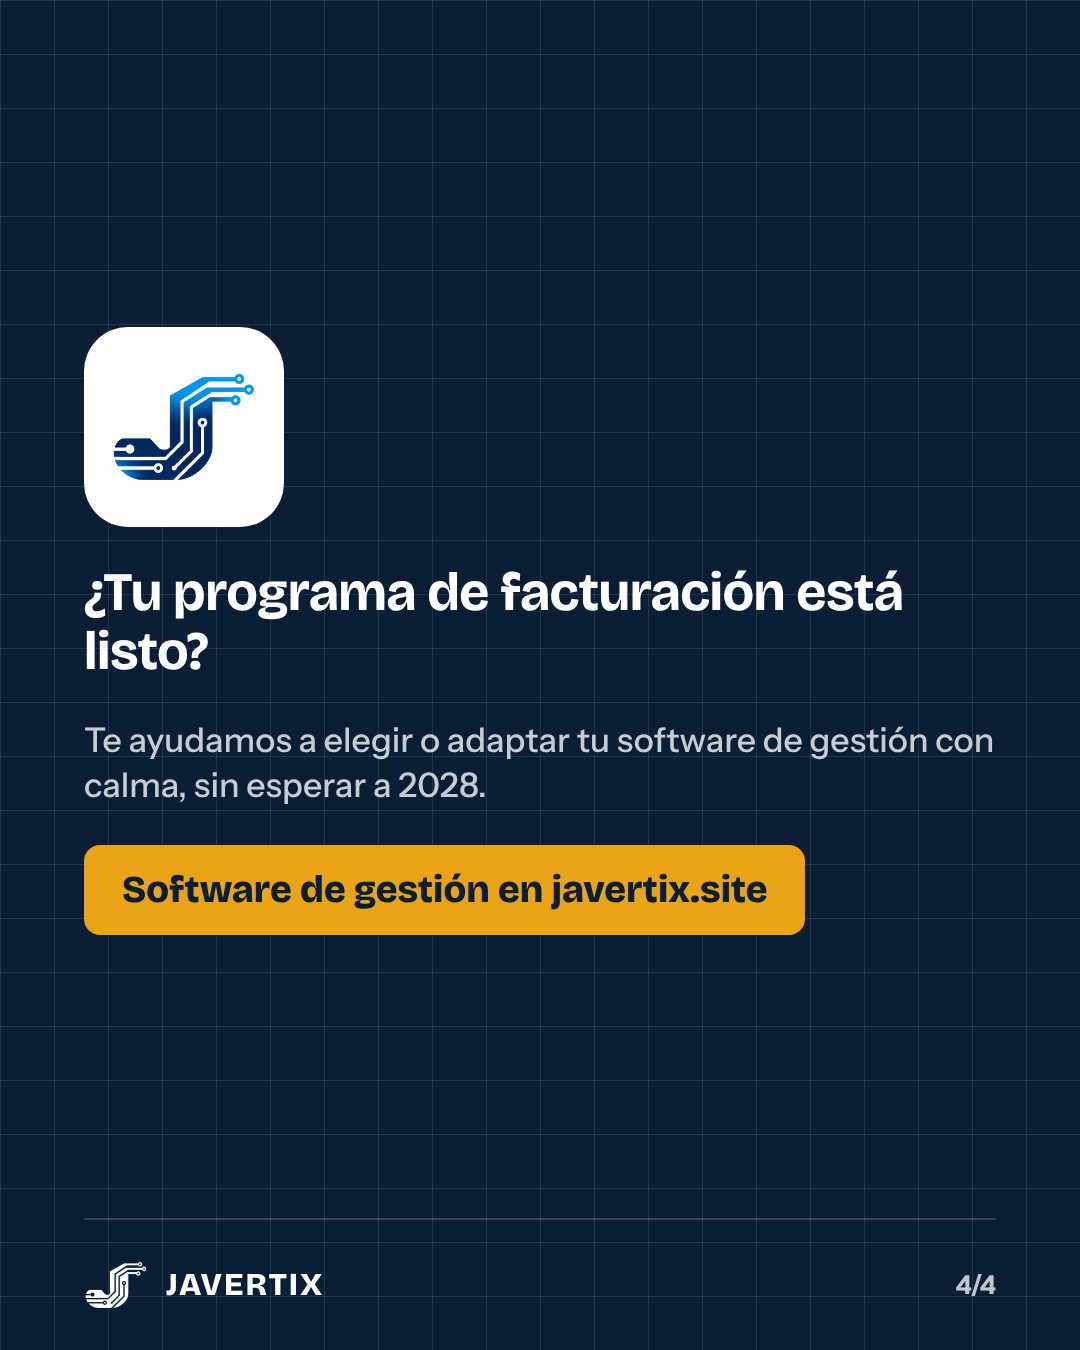 ¿Tu programa de facturación está
listo?
Te ayudamos a elegir o adaptar tu software de gestión con
calma, sin esperar a 2028.
Software de gestión en javertix.site
JAVERTIX
4/4